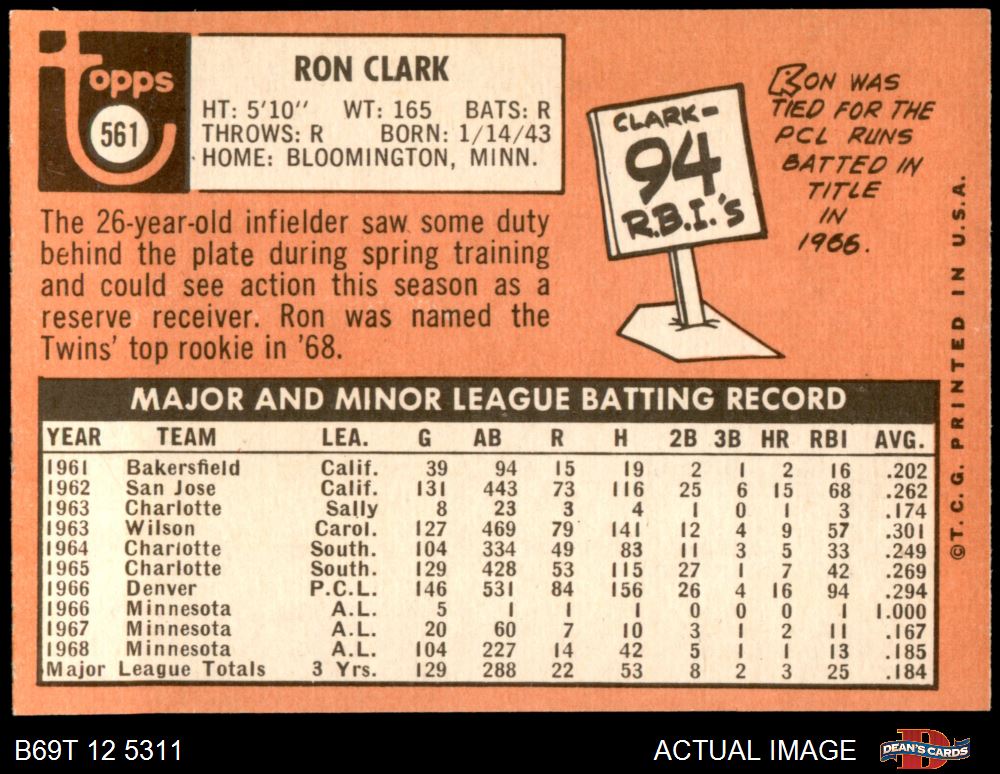 topps
561
RON CLARK
HT: 5'10" WT: 165 BATS: R
THROWS: R BORN: 1/14/43
HOME: BLOOMINGTON, MINN.
The 26-year-old infielder saw some duty
behind the plate during spring training
and could see action this season as a
reserve receiver. Ron was named the
Twins' top rookie in '68.
CLARK-
94
R.B.I.'S
RON WAS
TIED FOR THE
PCL RUNS
BATTED IN
TITLE
IN
1966.
MAJOR AND MINOR LEAGUE BATTING RECORD
YEAR TEAM LEA. G AB R H 2B 3B HR RBI AVG.
1961 Bakersfield Calif. 39 94 15 19 2 1 2 16 .202
1962 San Jose Calif. 131 443 73 116 25 6 15 68 .262
1963 Charlotte Sally 8 23 3 4 1 0 1 3 .174
1963 Wilson Carol. 127 469 79 141 12 4 9 57 .301
1964 Charlotte South. 104 334 49 83 11 3 5 33 .249
1965 Charlotte South. 129 428 53 115 27 1 7 42 .269
1966 Denver P.C.L. 146 531 84 156 26 4 16 94 .294
1966 Minnesota A.L. 5 1 1 1 0 0 0 1 1.000
1967 Minnesota A.L. 20 60 7 10 3 1 2 11 .167
1968 Minnesota A.L. 104 227 14 42 5 1 1 13 .185
Major League Totals 3 Yrs. 129 288 22 53 8 2 3 25 .184
©T.C.G. PRINTED IN U.S.A.
B69T 12 5311
ACTUAL IMAGE
DEAN'S CARDS